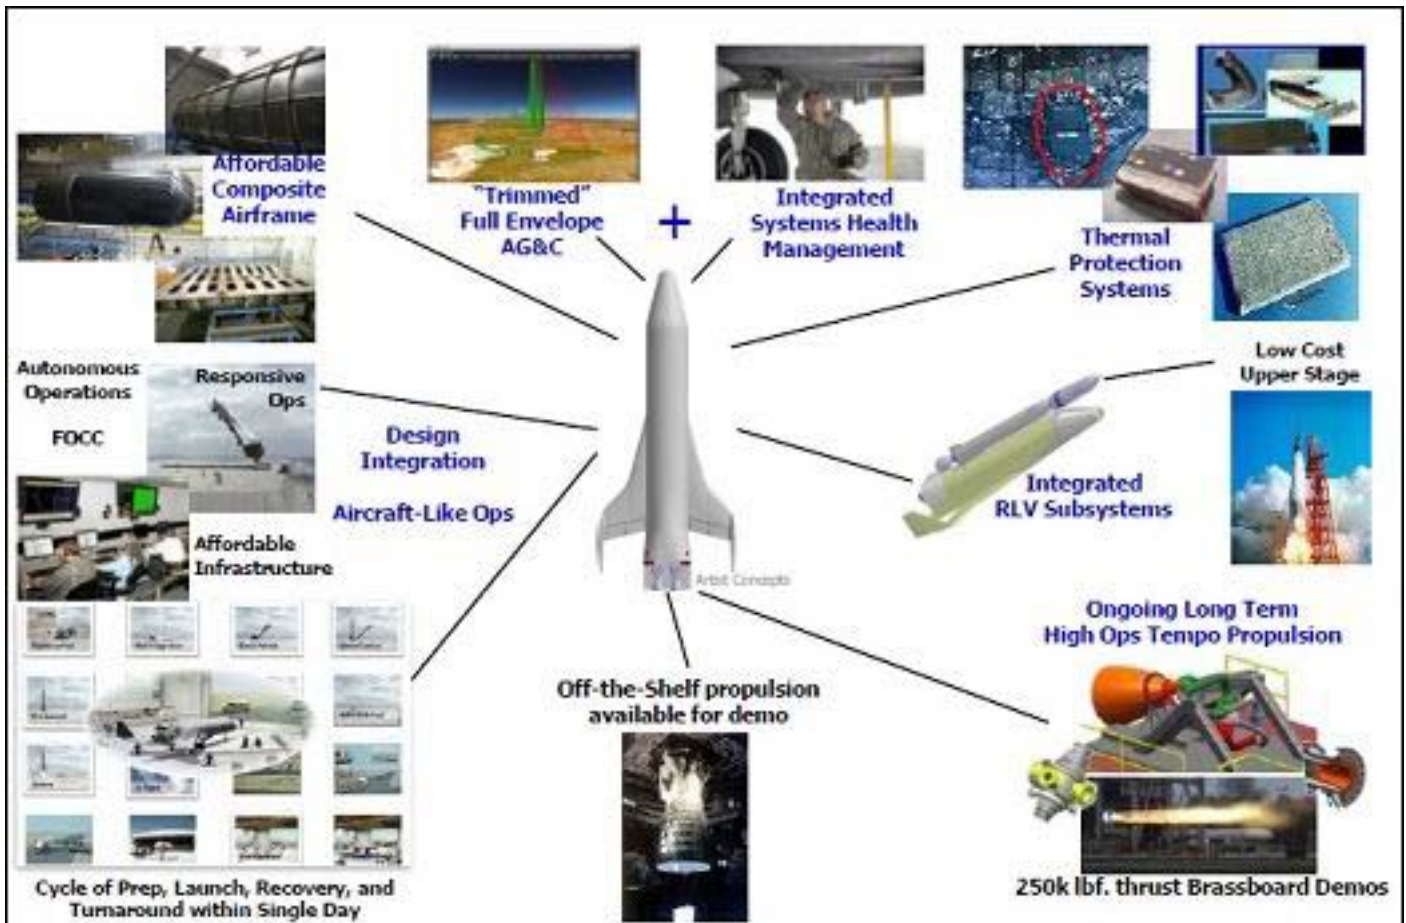 Affordable
Composite
Airframe
"Trimmed"
Full Envelope
AG&C
+
Integrated
Systems Health
Management
Thermal
Protection
Systems
Autonomous
Operations
FOCC
Responsive
Ops
Design
Integration
Aircraft-Like Ops
Low Cost
Upper Stage
Integrated
RLV Subsystems
Affordable
Infrastructure
Artist Concepts
Ongoing Long Term
High Ops Tempo Propulsion
Off-the-Shelf propulsion
available for demo
Cycle of Prep, Launch, Recovery, and
Turnaround within Single Day
250k lbf. thrust Brassboard Demos